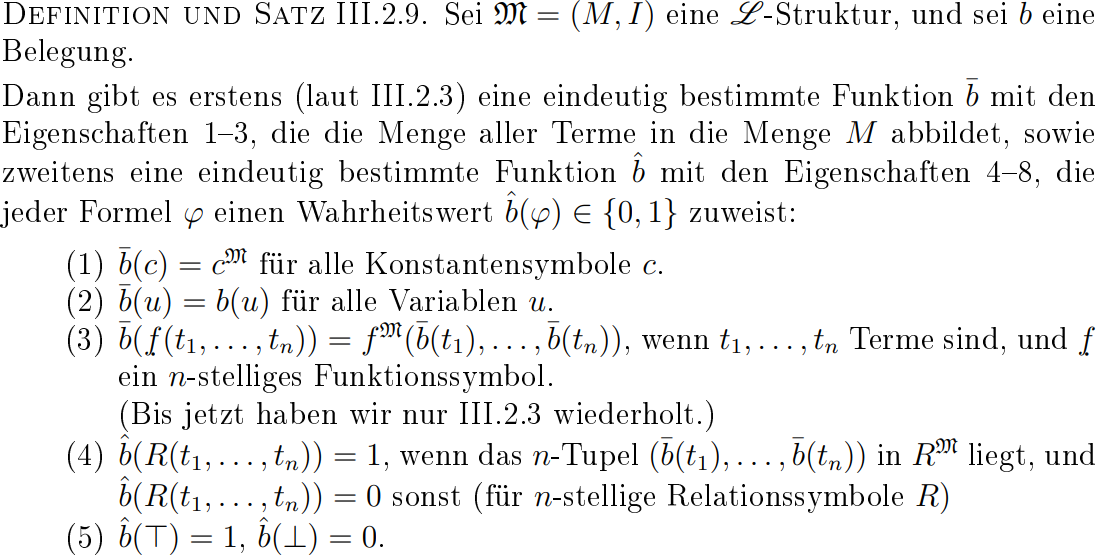 DEFINITION UND SATZ III.2.9. Sei 𝔐 = (M, I) eine ℒ-Struktur, und sei b eine
Belegung.
Dann gibt es erstens (laut III.2.3) eine eindeutig bestimmte Funktion b̄ mit den
Eigenschaften 1–3, die die Menge aller Terme in die Menge M abbildet, sowie
zweitens eine eindeutig bestimmte Funktion b̂ mit den Eigenschaften 4–8, die
jeder Formel φ einen Wahrheitswert b̂(φ) ∈ {0, 1} zuweist:
(1) b̄(c) = c^𝔐 für alle Konstantensymbole c.
(2) b̄(u) = b(u) für alle Variablen u.
(3) b̄(f̰(t₁, . . . , tₙ)) = f^𝔐(b̄(t₁), . . . , b̄(tₙ)), wenn t₁, . . . , tₙ Terme sind, und f̰
ein n-stelliges Funktionssymbol.
(Bis jetzt haben wir nur III.2.3 wiederholt.)
(4) b̂(R(t₁, . . . , tₙ)) = 1, wenn das n-Tupel (b̄(t₁), . . . , b̄(tₙ)) in R^𝔐 liegt, und
b̂(R(t₁, . . . , tₙ)) = 0 sonst (für n-stellige Relationssymbole R)
(5) b̂(⊤) = 1, b̂(⊥) = 0.